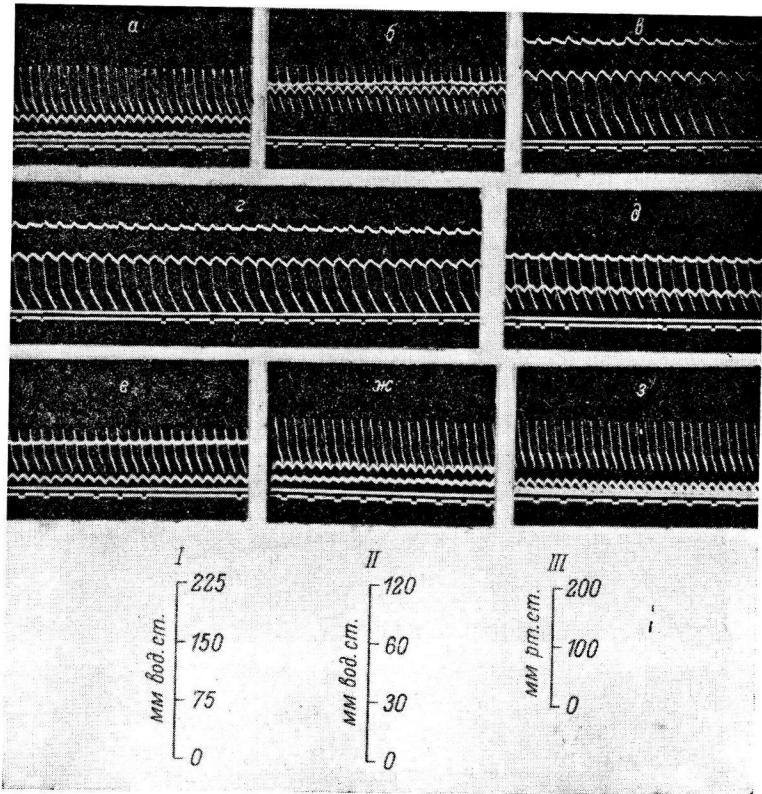 а б в
г д
е ж з
I II III
225 120 200
150 60 100
75 30 0
0 0
мм вод. ст. мм вод. ст. мм рт. ст.